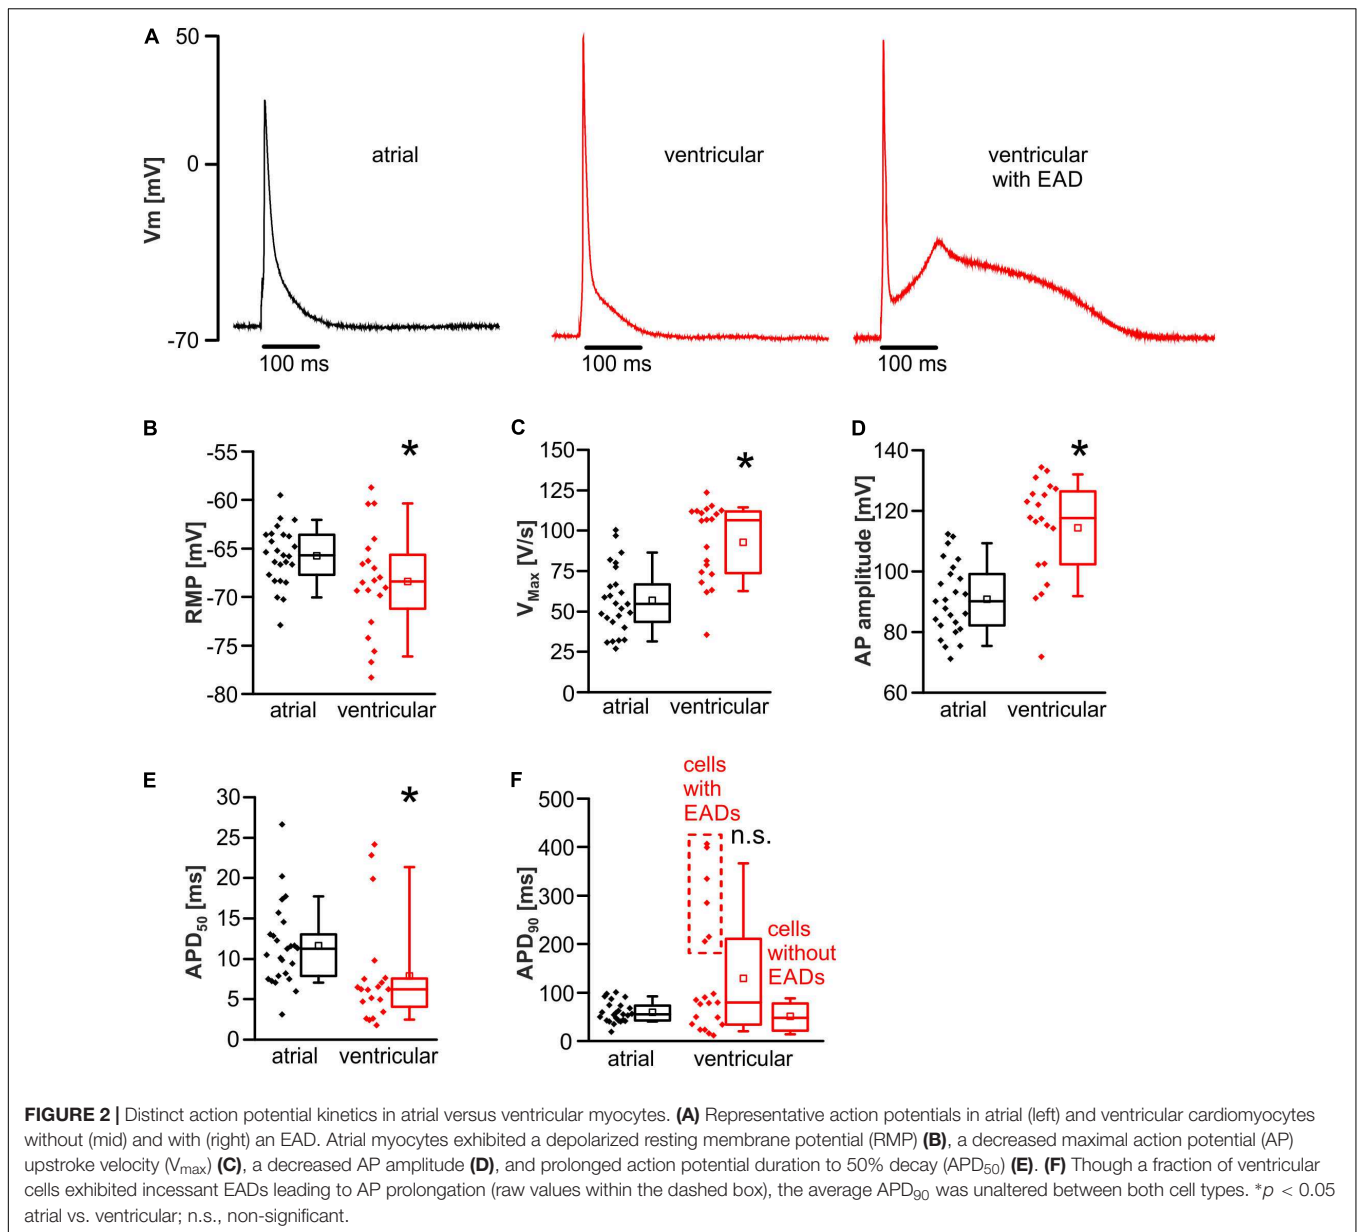 A
50
0
-70
Vm [mV]
atrial
ventricular
ventricular
with EAD
100 ms
100 ms
100 ms
B
-55
-60
-65
-70
-75
-80
RMP [mV]
*
atrial
ventricular
C
150
125
100
75
50
25
0
VMax [V/s]
*
atrial
ventricular
D
140
120
100
80
60
AP amplitude [mV]
*
atrial
ventricular
E
30
25
20
15
10
5
0
APD50 [ms]
*
atrial
ventricular
F
500
400
300
200
100
0
APD90 [ms]
cells
with
EADs
n.s.
cells
without
EADs
atrial
ventricular
FIGURE 2 | Distinct action potential kinetics in atrial versus ventricular myocytes. (A) Representative action potentials in atrial (left) and ventricular cardiomyocytes
without (mid) and with (right) an EAD. Atrial myocytes exhibited a depolarized resting membrane potential (RMP) (B), a decreased maximal action potential (AP)
upstroke velocity (Vmax) (C), a decreased AP amplitude (D), and prolonged action potential duration to 50% decay (APD50) (E). (F) Though a fraction of ventricular
cells exhibited incessant EADs leading to AP prolongation (raw values within the dashed box), the average APD90 was unaltered between both cell types. *p < 0.05
atrial vs. ventricular; n.s., non-significant.